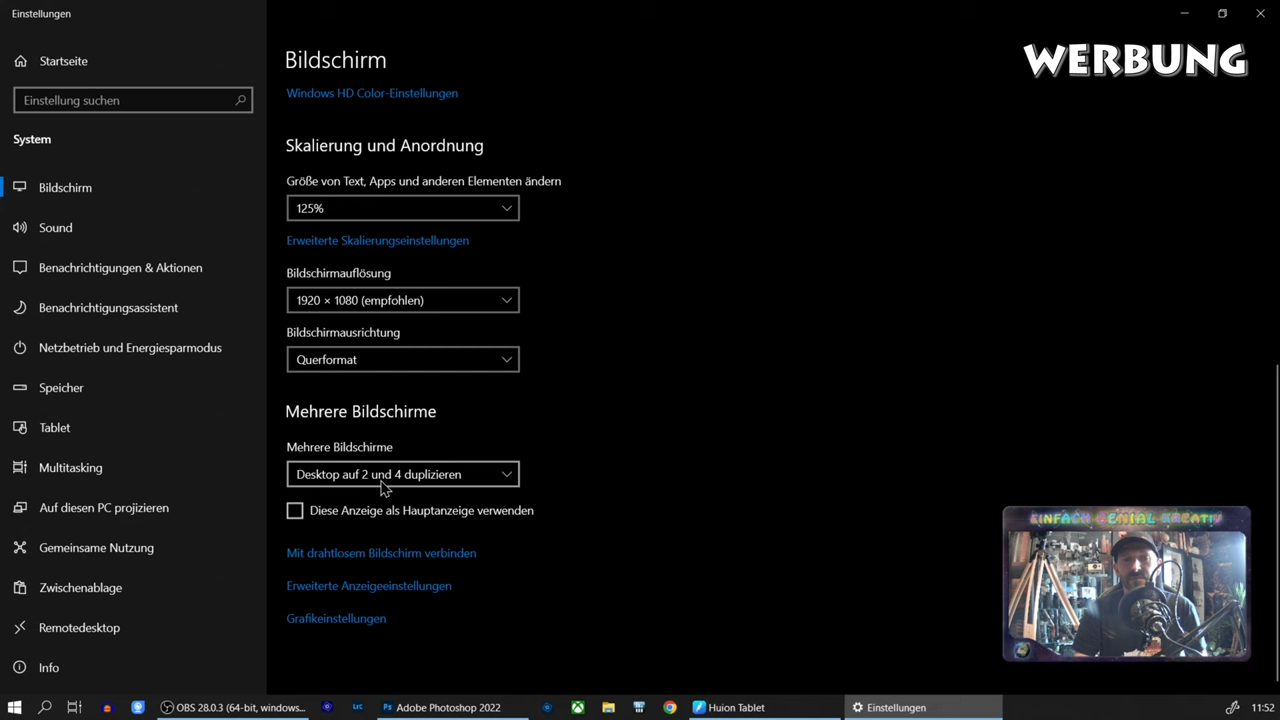 Einstellungen
WERBUNG
Startseite
Einstellung suchen
System
Bildschirm
Sound
Benachrichtigungen & Aktionen
Benachrichtigungsassistent
Netzbetrieb und Energiesparmodus
Speicher
Tablet
Multitasking
Auf diesen PC projizieren
Gemeinsame Nutzung
Zwischenablage
Remotedesktop
Info
Bildschirm
Windows HD Color-Einstellungen
Skalierung und Anordnung
Größe von Text, Apps und anderen Elementen ändern
125%
Erweiterte Skalierungseinstellungen
Bildschirmauflösung
1920 × 1080 (empfohlen)
Bildschirmausrichtung
Querformat
Mehrere Bildschirme
Mehrere Bildschirme
Desktop auf 2 und 4 duplizieren
Diese Anzeige als Hauptanzeige verwenden
Mit drahtlosem Bildschirm verbinden
Erweiterte Anzeigeeinstellungen
Grafikeinstellungen
EINFACH GENIAL KREATIV
OBS 28.0.3 (64-bit, windows...
Lrc
Adobe Photoshop 2022
Huion Tablet
Einstellungen
11:52